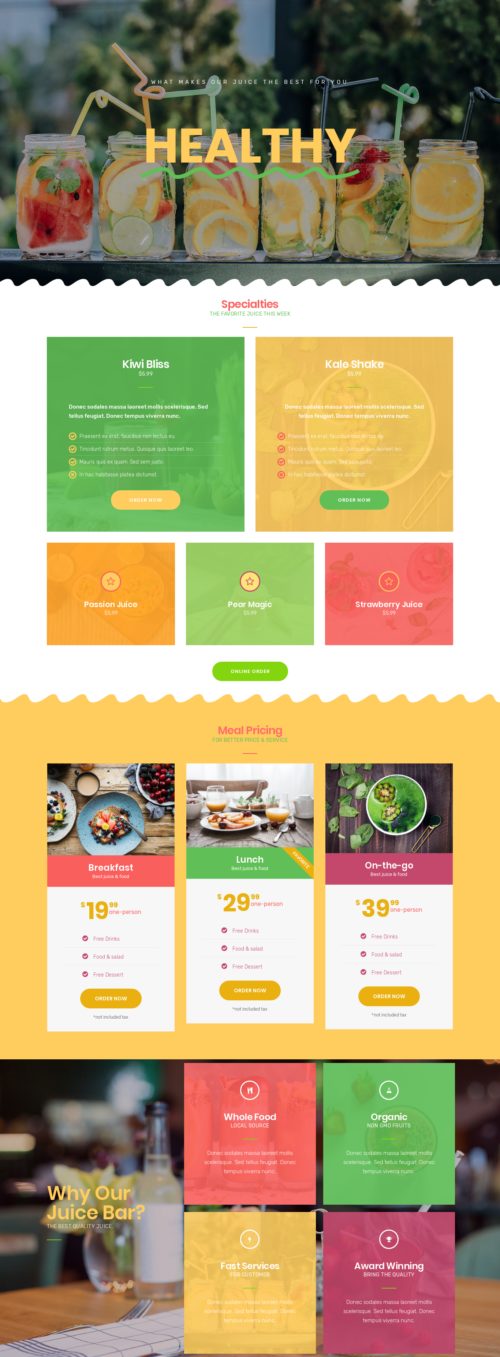 WHAT MAKES OUR JUICE THE BEST FOR YOU
HEALTHY
Specialties
THE FAVORITE JUICE THIS WEEK
Kiwi Bliss
$5.99
Donec sodales massa laoreet mollis scelerisque. Sed
tellus feugiat. Donec tempus viverra nunc.
Praesent eu erat, faucibus non lectus eu
Tincidunt rutrum metus. Quisque quis laoreet leo.
Mauris quis ex quam. Sed sem justo.
In hac habitasse platea dictumst
ORDER NOW
Kale Shake
$5.99
Donec sodales massa laoreet mollis scelerisque. Sed
tellus feugiat. Donec tempus viverra nunc.
Praesent eu erat, faucibus non lectus eu
Tincidunt rutrum metus. Quisque quis laoreet leo.
Mauris quis ex quam. Sed sem justo.
In hac habitasse platea dictumst
ORDER NOW
Passion Juice
$5.99
Pear Magic
$5.99
Strawberry Juice
$5.99
ONLINE ORDER
Meal Pricing
FOR BETTER PRICE & SERVICE
Breakfast
Best juice & food
$19.99
one-person
Free Drinks
Food & salad
Free Dessert
ORDER NOW
*not included tax
Lunch
Best juice & food
$29.99
one-person
Free Drinks
Food & salad
Free Dessert
ORDER NOW
*not included tax
On-the-go
Best juice & food
$39.99
one-person
Free Drinks
Food & salad
Free Dessert
ORDER NOW
*not included tax
Why Our
Juice Bar?
THE BEST QUALITY JUICE
Whole Food
LOCAL SOURCE
Donec sodales massa laoreet mollis
scelerisque. Sed tellus feugiat. Donec
tempus viverra nunc.
Organic
NON GMO FRUITS
Donec sodales massa laoreet mollis
scelerisque. Sed tellus feugiat. Donec
tempus viverra nunc.
Fast Services
FOR CUSTOMER
Donec sodales massa laoreet mollis
scelerisque. Sed tellus feugiat. Donec
tempus viverra nunc.
Award Winning
BRING THE QUALITY
Donec sodales massa laoreet mollis
scelerisque. Sed tellus feugiat. Donec
tempus viverra nunc.